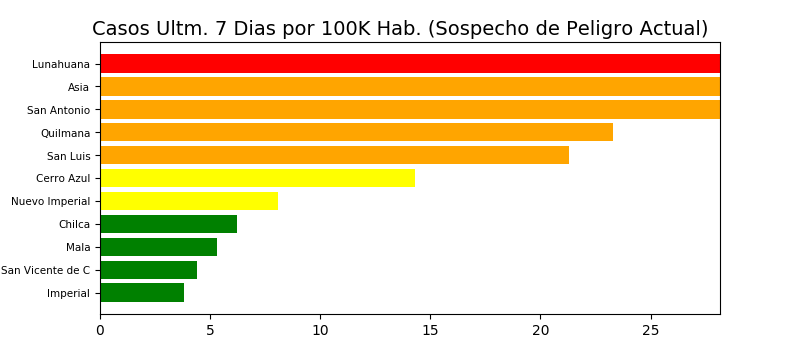 Casos Ultm. 7 Dias por 100K Hab. (Sospecho de Peligro Actual)
Lunahuana
Asia
San Antonio
Quilmana
San Luis
Cerro Azul
Nuevo Imperial
Chilca
Mala
San Vicente de C
Imperial
0 5 10 15 20 25